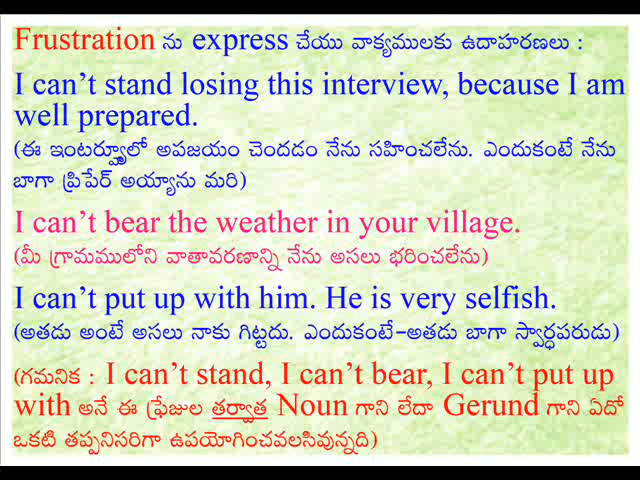 Frustration ను express చేయు వాక్యములకు ఉదాహరణలు :
I can’t stand losing this interview, because I am
well prepared.
(ఈ ఇంటర్వ్యూలో అపజయం చెందడం నేను సహించలేను. ఎందుకంటే నేను
బాగా ప్రిపేర్ అయ్యాను మరి)
I can’t bear the weather in your village.
(మీ గ్రామములోని వాతావరణాన్ని నేను అసలు భరించలేను)
I can’t put up with him. He is very selfish.
(అతడు అంటే అసలు నాకు గిట్టదు. ఎందుకంటే–అతడు బాగా స్వార్ధపరుడు)
(గమనిక : I can’t stand, I can’t bear, I can’t put up
with అనే ఈ ఫ్రేజుల తర్వాత Noun గాని లేదా Gerund గాని ఏదో
ఒకటి తప్పనిసరిగా ఉపయోగించవలసివున్నది)